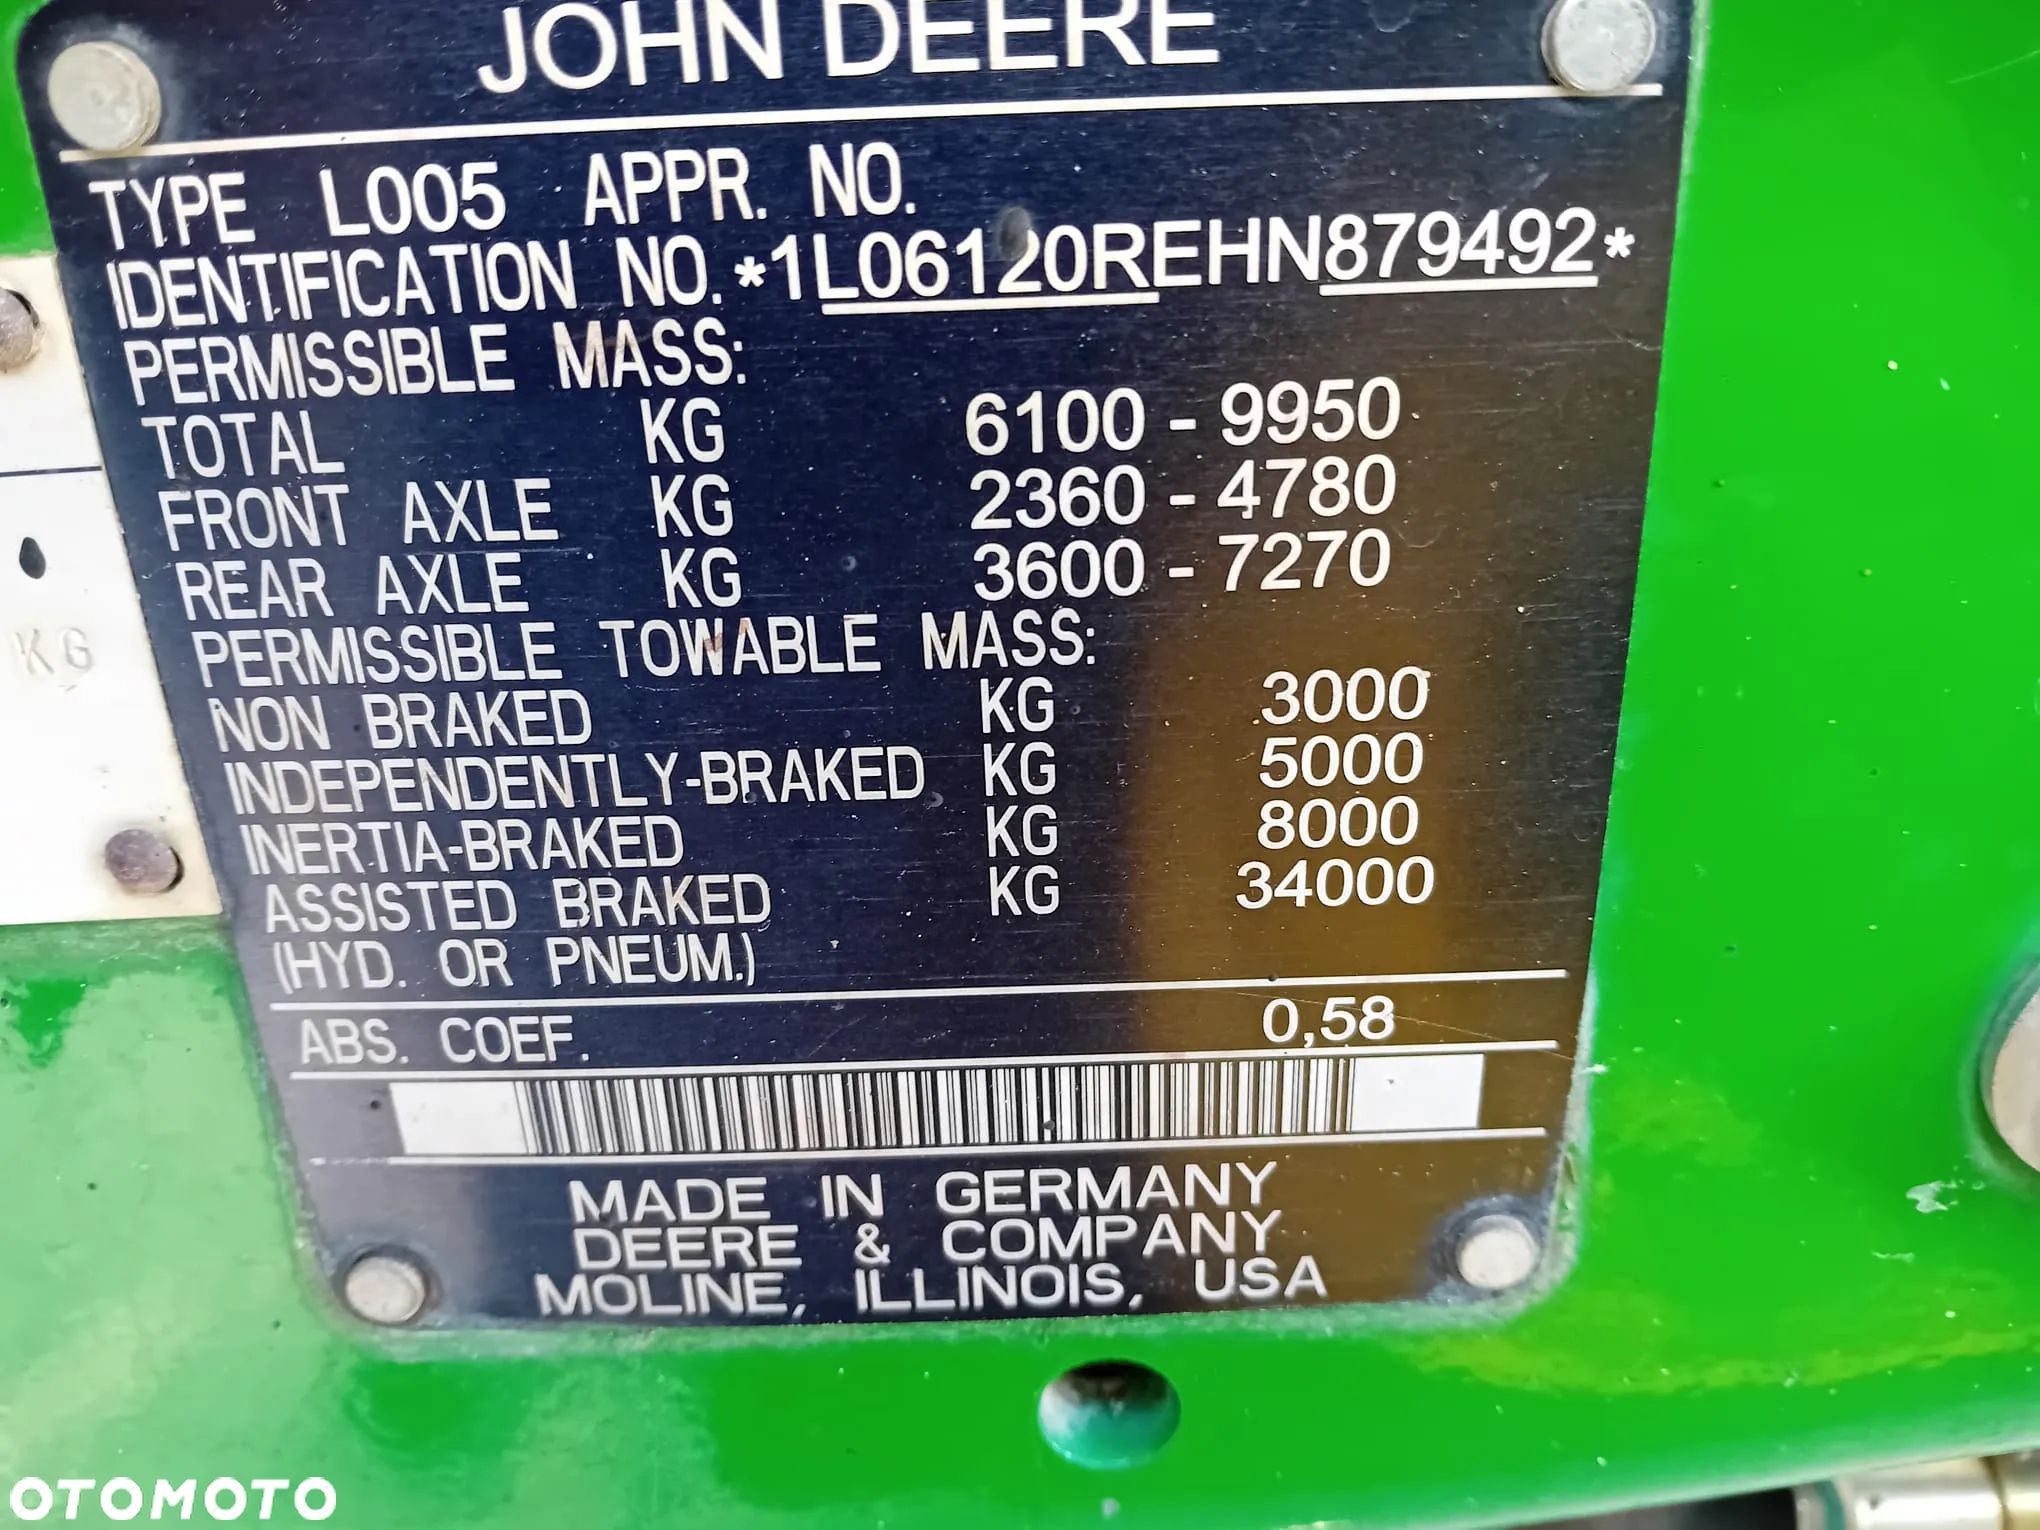 JOHN DEERE
TYPE L005 APPR. NO.
IDENTIFICATION NO. *1L06120REHN879492*
PERMISSIBLE MASS:
TOTAL KG 6100 - 9950
FRONT AXLE KG 2360 - 4780
REAR AXLE KG 3600 - 7270
PERMISSIBLE TOWABLE MASS:
NON BRAKED KG 3000
INDEPENDENTLY-BRAKED KG 5000
INERTIA-BRAKED KG 8000
ASSISTED BRAKED KG 34000
(HYD. OR PNEUM.)
ABS. COEF. 0,58
MADE IN GERMANY
DEERE & COMPANY
MOLINE, ILLINOIS, USA
KG
OTOMOTO